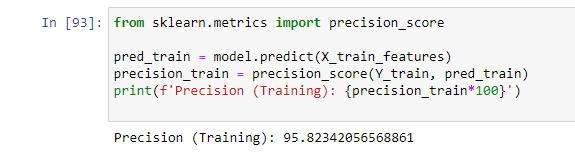 In [93]: from sklearn.metrics import precision_score
pred_train = model.predict(X_train_features)
precision_train = precision_score(Y_train, pred_train)
print(f'Precision (Training): {precision_train*100}')
Precision (Training): 95.82342056568861